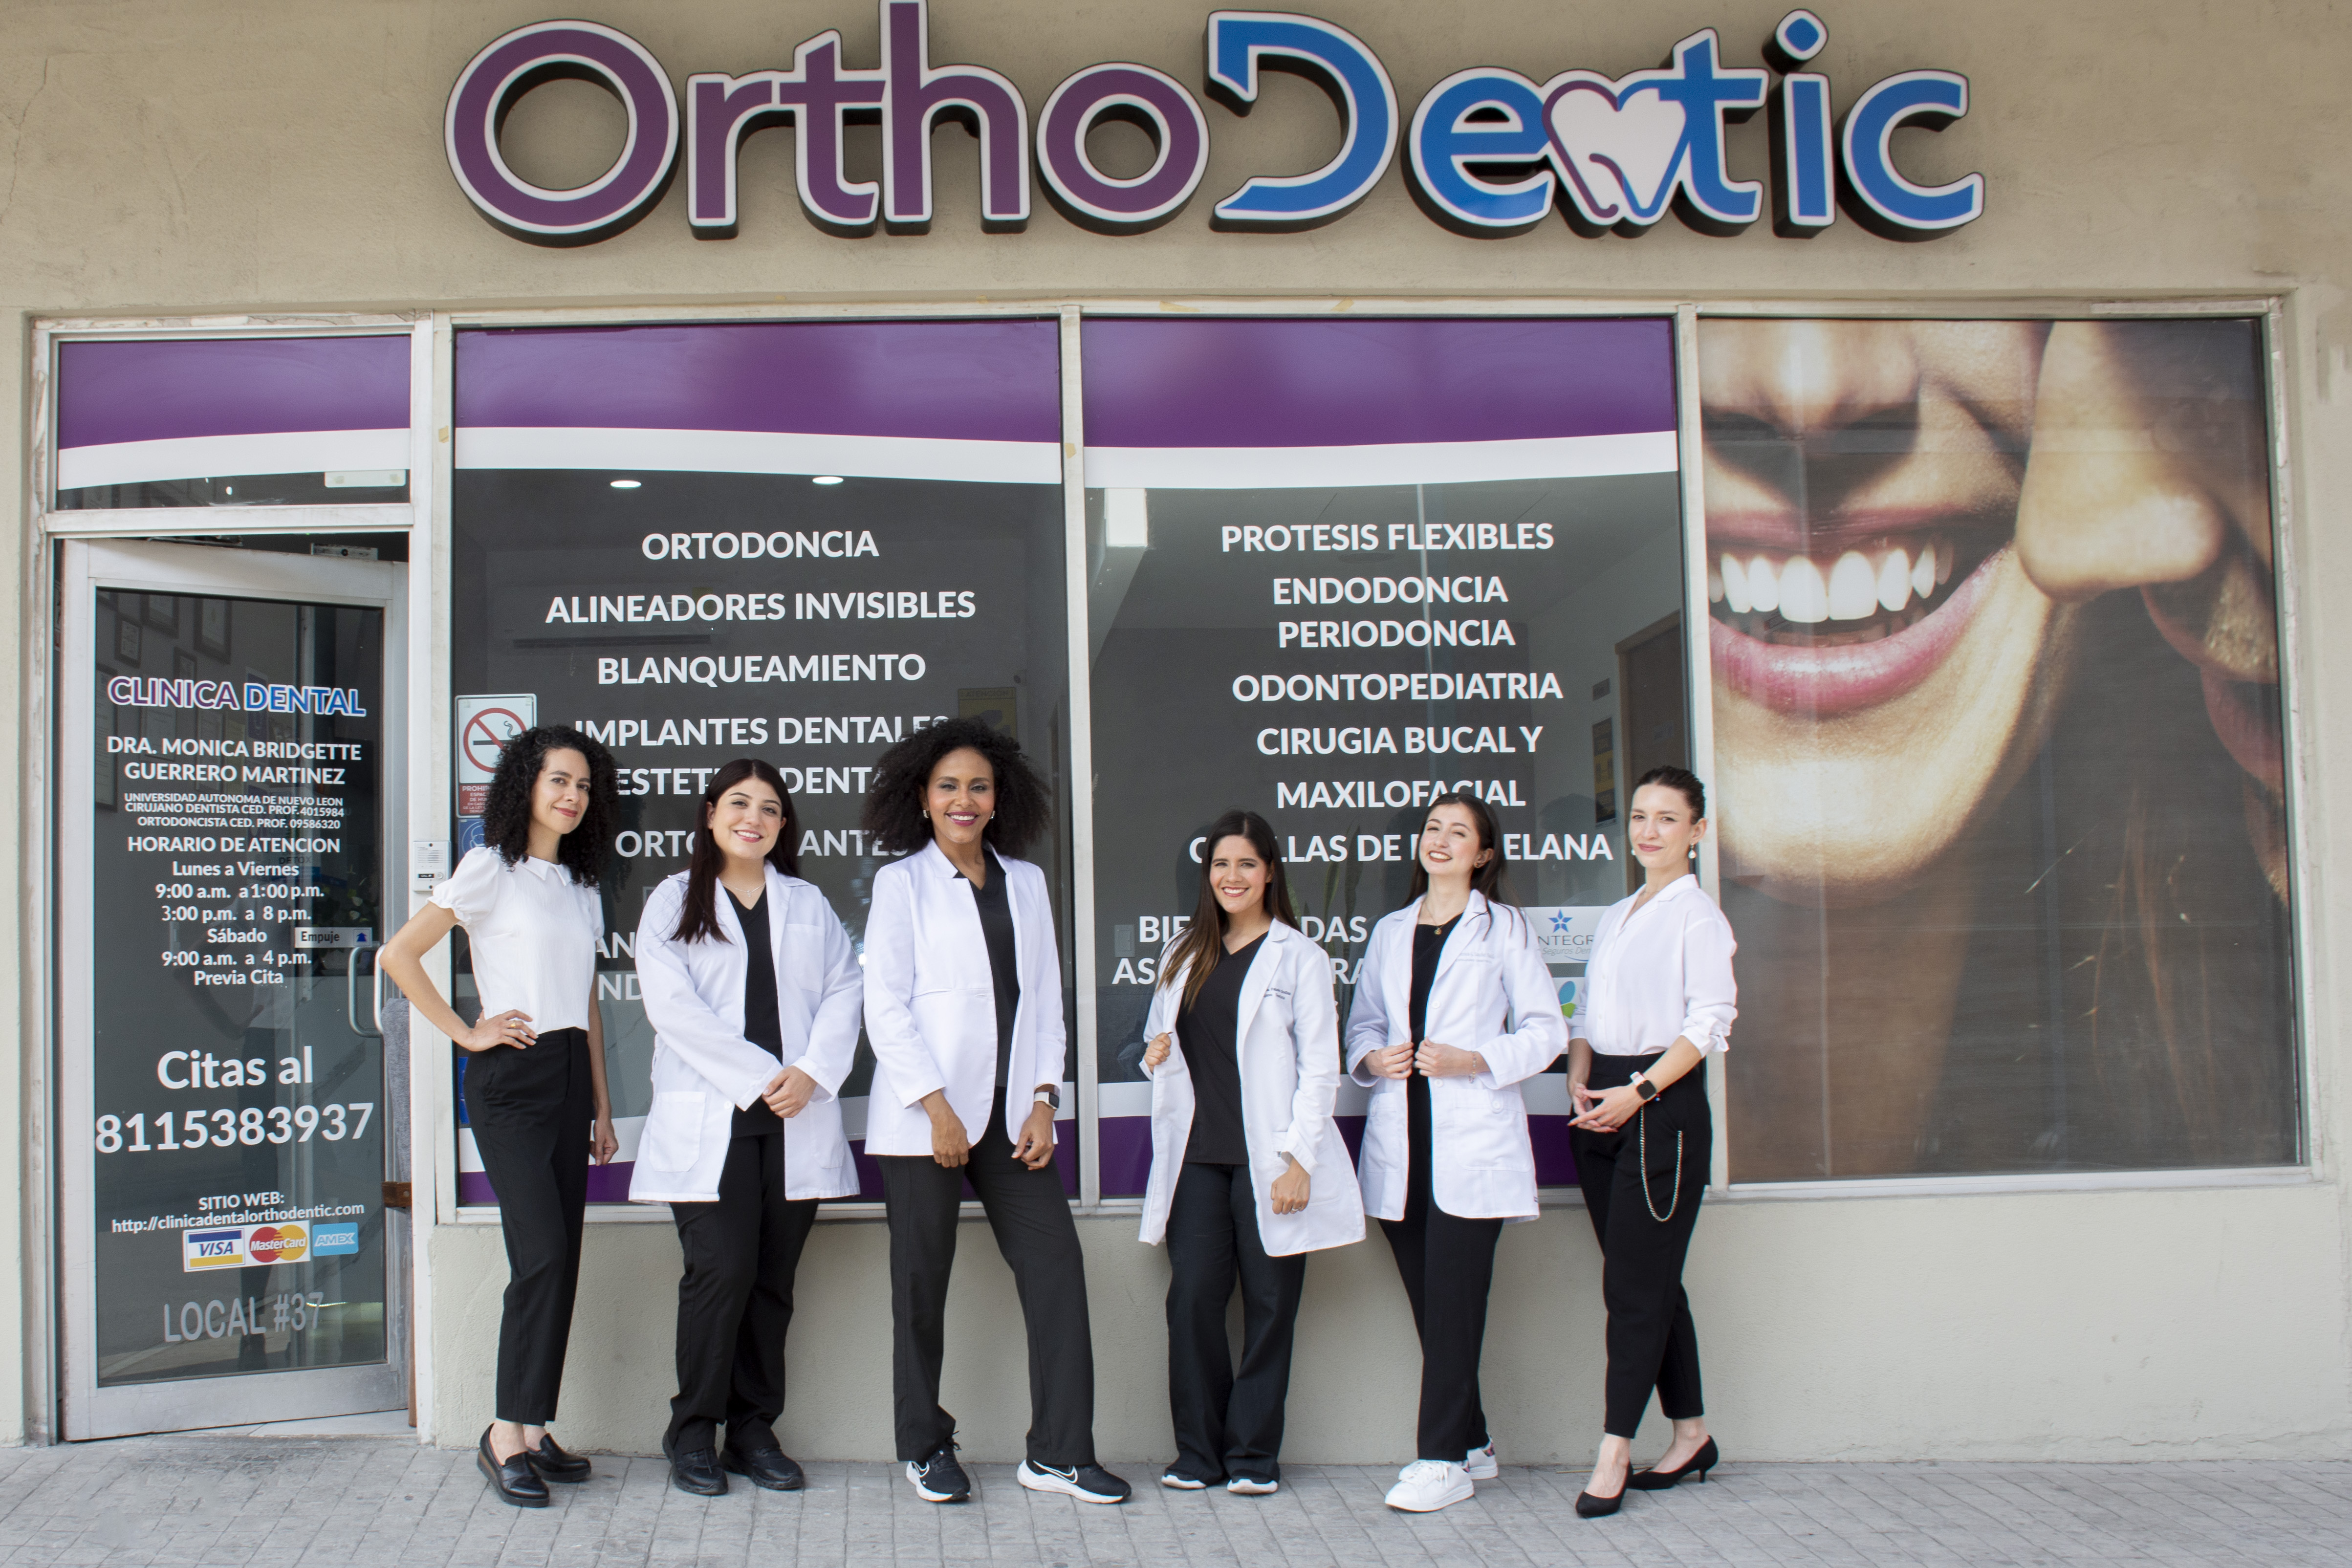 OrthoDentic
CLINICA DENTAL
DRA. MONICA BRIDGETTE
GUERRERO MARTINEZ
UNIVERSIDAD AUTONOMA DE NUEVO LEON
CIRUJANO DENTISTA CED. PROF.4015984
ORTODONCISTA CED. PROF. 09586320
HORARIO DE ATENCION
Lunes a Viernes
9:00 a.m. a 1:00 p.m.
3:00 p.m. a 8 p.m.
Sábado
9:00 a.m. a 4 p.m.
Previa Cita
Empuje
Citas al
8115383937
SITIO WEB:
http://clinicadentalorthodentic.com
VISA
MasterCard
AMEX
LOCAL #37
ORTODONCIA
ALINEADORES INVISIBLES
BLANQUEAMIENTO
IMPLANTES DENTALES
PROTESIS FLEXIBLES
ENDODONCIA
PERIODONCIA
ODONTOPEDIATRIA
CIRUGIA BUCAL Y
MAXILOFACIAL
DE